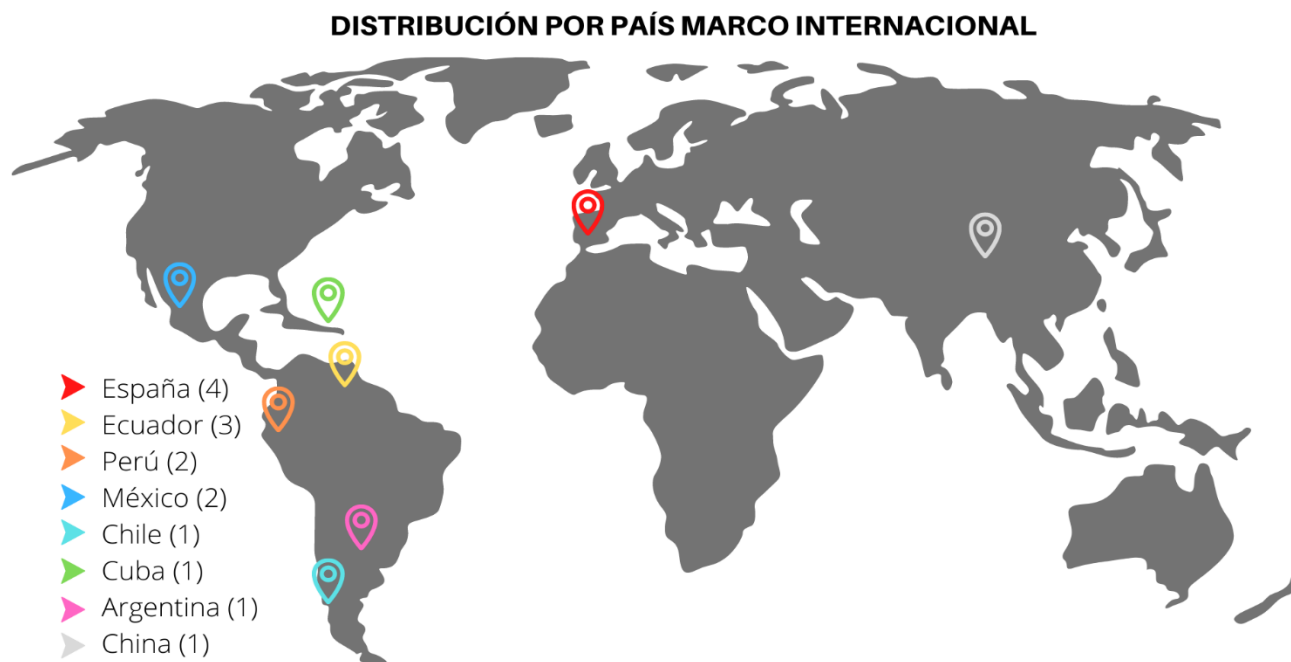 DISTRIBUCIÓN POR PAÍS MARCO INTERNACIONAL
España (4)
Ecuador (3)
Perú (2)
México (2)
Chile (1)
Cuba (1)
Argentina (1)
China (1)